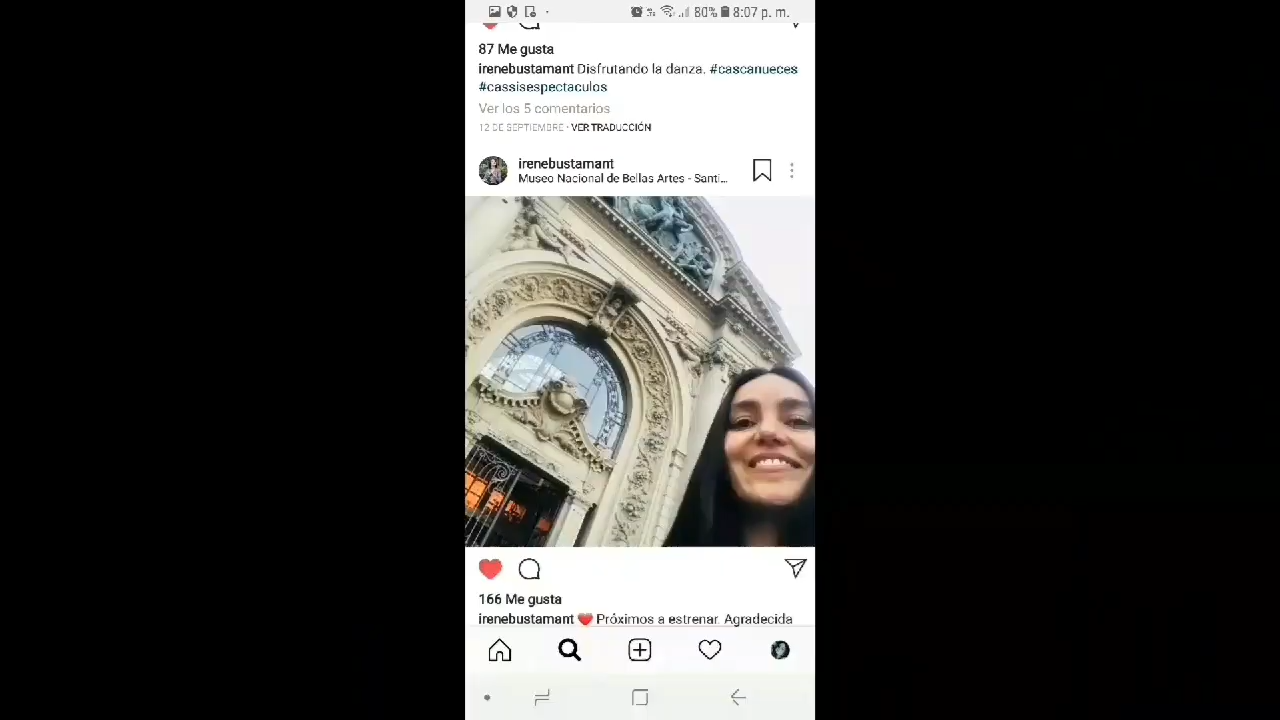 80% 8:07 p. m.
87 Me gusta
irenebustamant Disfrutando la danza. #cascanueces
#cassisespectaculos
Ver los 5 comentarios
12 DE SEPTIEMBRE · VER TRADUCCIÓN
irenebustamant
Museo Nacional de Bellas Artes - Santi...
166 Me gusta
irenebustamant ❤️ Próximos a estrenar. Agradecida